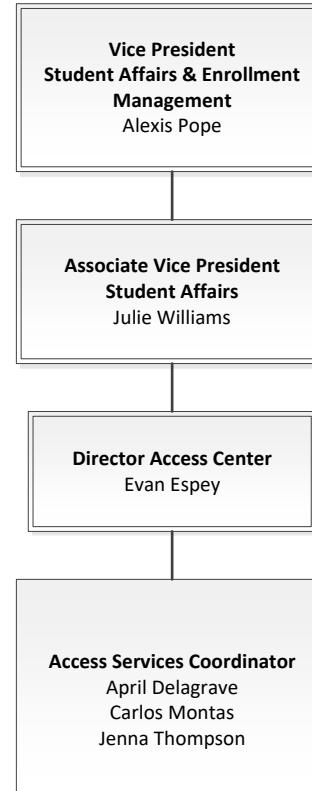 Vice President
Student Affairs & Enrollment
Management
Alexis Pope
Associate Vice President
Student Affairs
Julie Williams
Director Access Center
Evan Espey
Access Services Coordinator
April Delagrave
Carlos Montas
Jenna Thompson